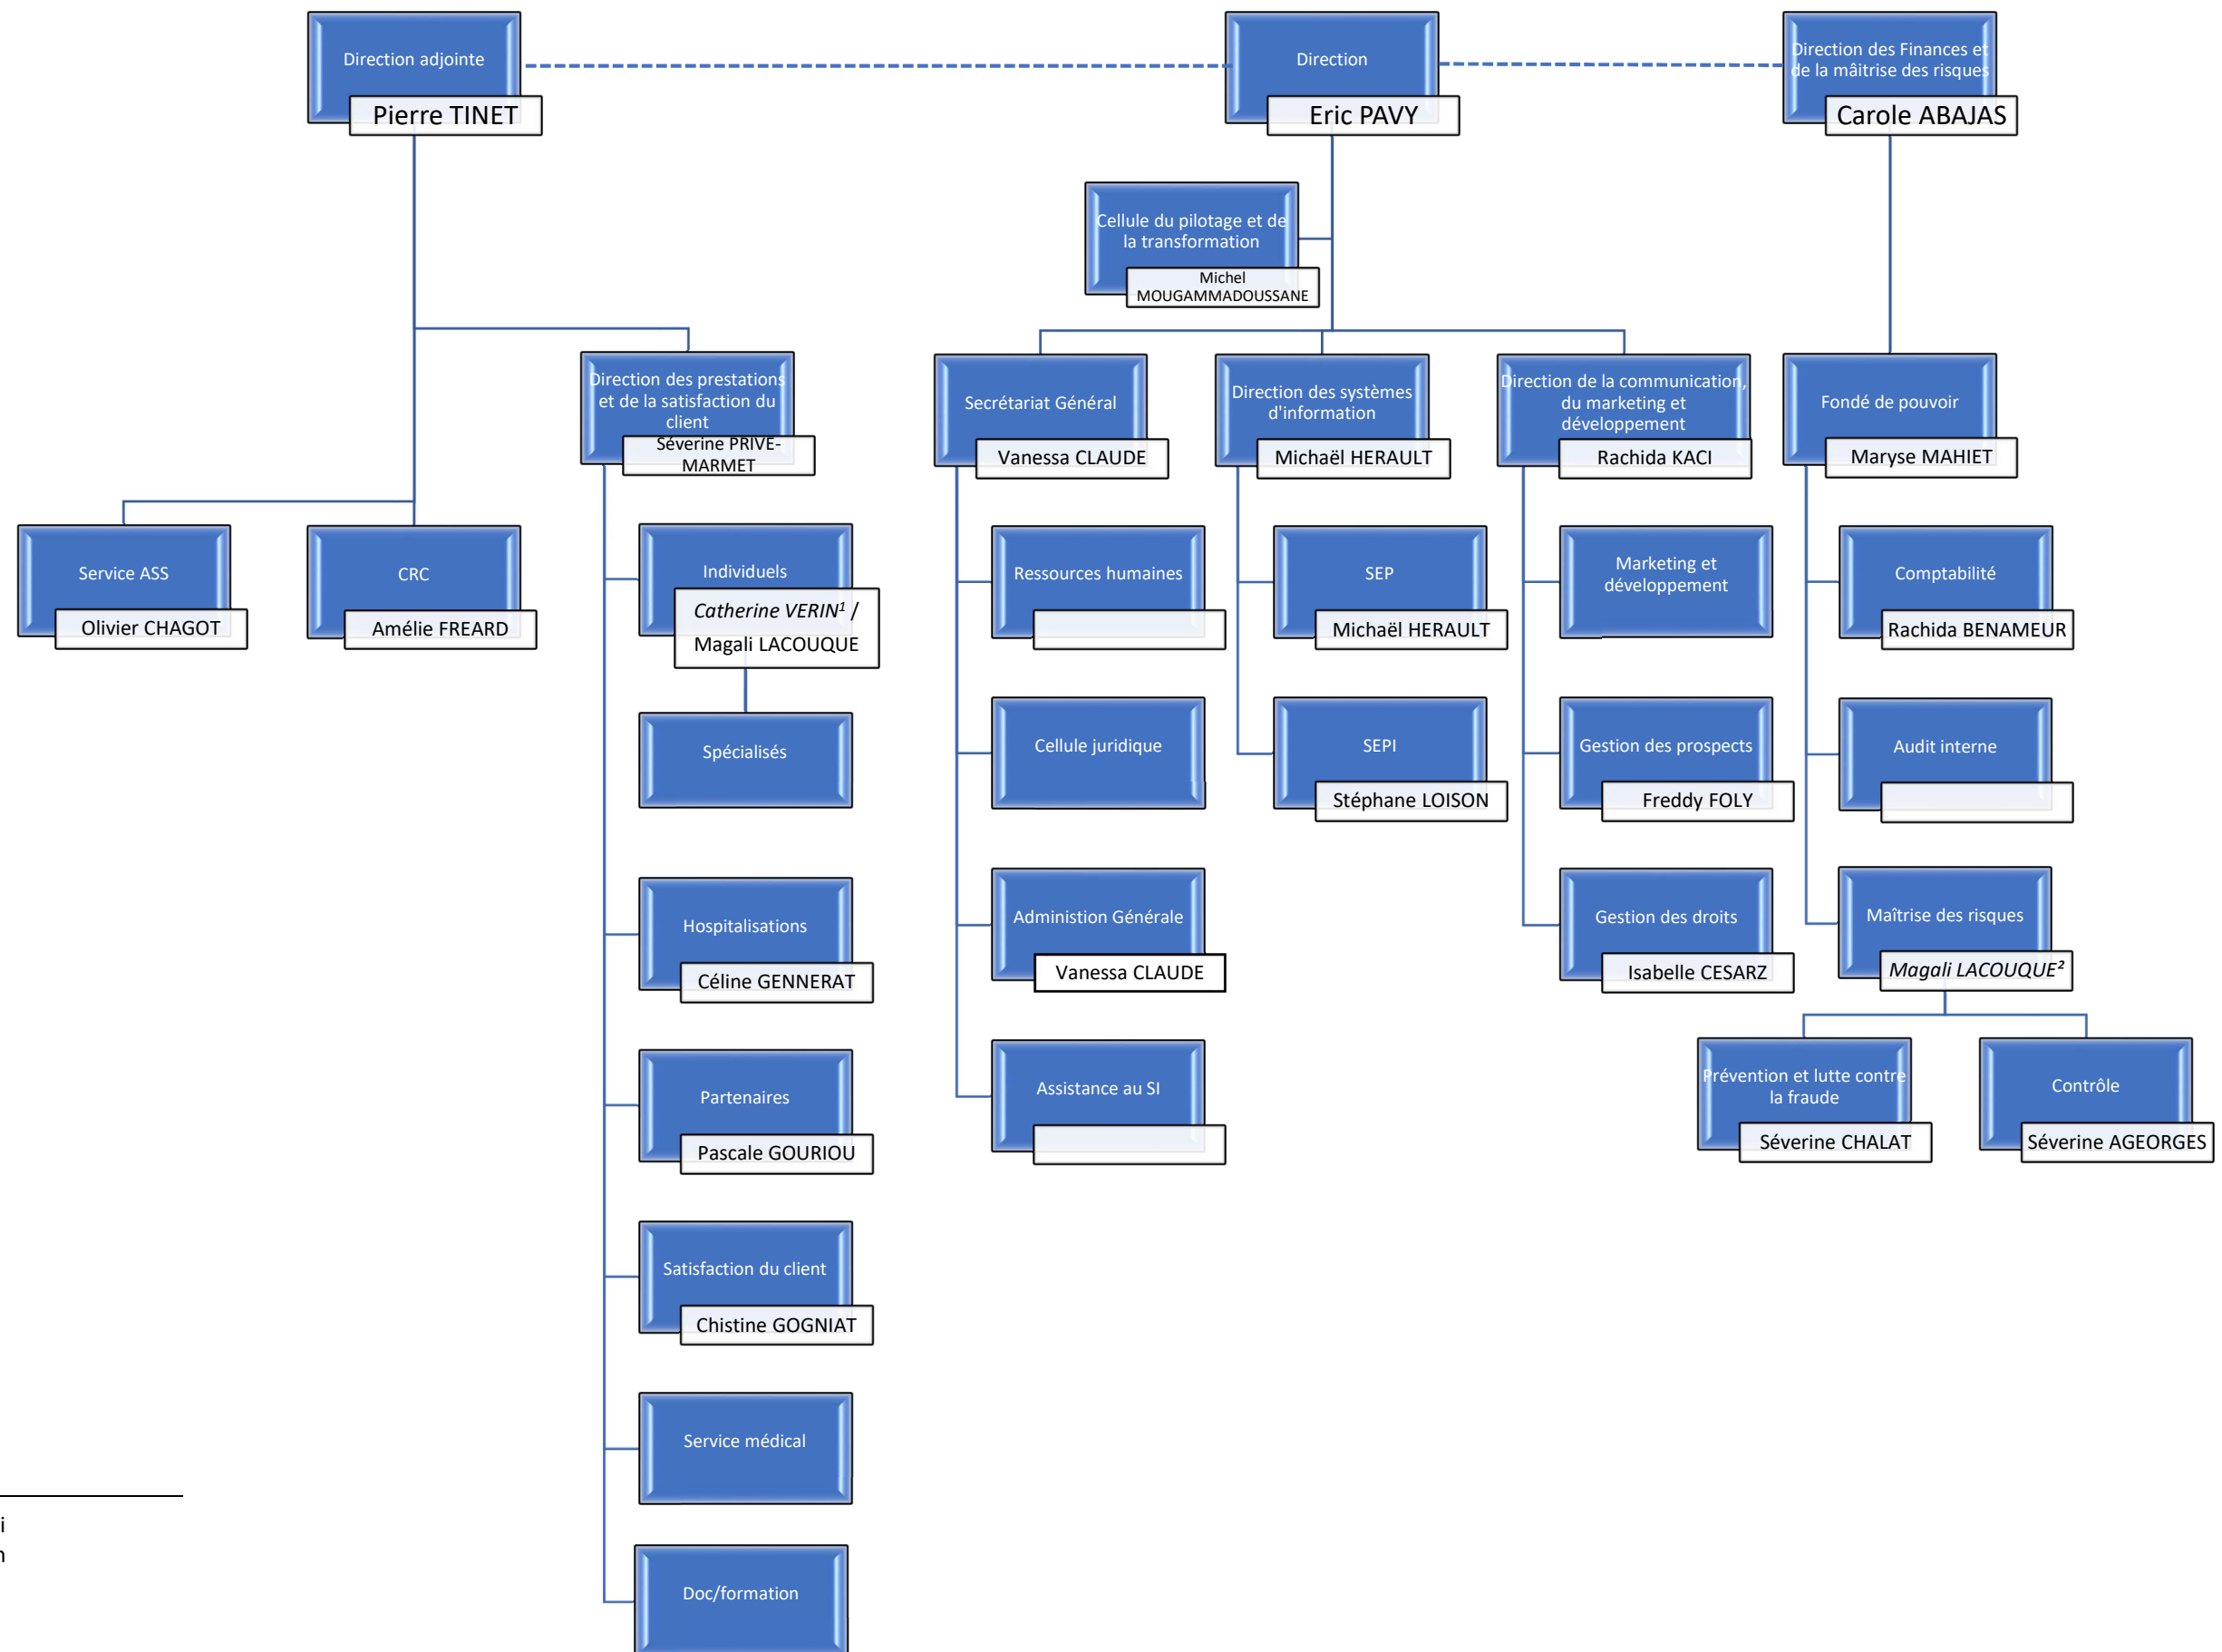 Direction adjointe
Pierre TINET
Direction
Eric PAVY
Direction des Finances et
de la mâitrise des risques
Carole ABAJAS
Cellule du pilotage et de
la transformation
Michel
MOUGAMMADOUSSANE
Direction des prestations
et de la satisfaction du
client
Séverine PRIVE-
MARMET
Secrétariat Général
Vanessa CLAUDE
Direction des systèmes
d'information
Michaël HERAULT
Direction de la communication,
du marketing et
développement
Rachida KACI
Fondé de pouvoir
Maryse MAHIET
Service ASS
Olivier CHAGOT
CRC
Amélie FREARD
Individuels
Catherine VERIN¹ /
Magali LACOUQUE
Spécialisés
Hospitalisations
Céline GENNERAT
Partenaires
Pascale GOURIOU
Satisfaction du client
Chistine GOGNIAT
Service médical
Doc/formation
Ressources humaines
Cellule juridique
Administion Générale
Vanessa CLAUDE
Assistance au SI
SEP
Michaël HERAULT
SEPI
Stéphane LOISON
Marketing et
développement
Gestion des prospects
Freddy FOLY
Gestion des droits
Isabelle CESARZ
Comptabilité
Rachida BENAMEUR
Audit interne
Maîtrise des risques
Magali LACOUQUE²
Prévention et lutte contre
la fraude
Séverine CHALAT
Contrôle
Séverine AGEORGES